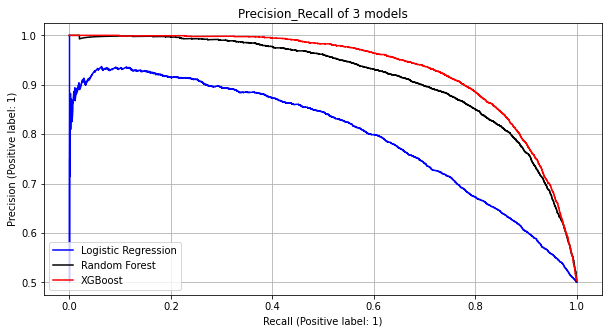 Precision_Recall of 3 models
Precision (Positive label: 1)
1.0
0.9
0.8
0.7
0.6
0.5
Logistic Regression
Random Forest
XGBoost
0.0 0.2 0.4 0.6 0.8 1.0
Recall (Positive label: 1)